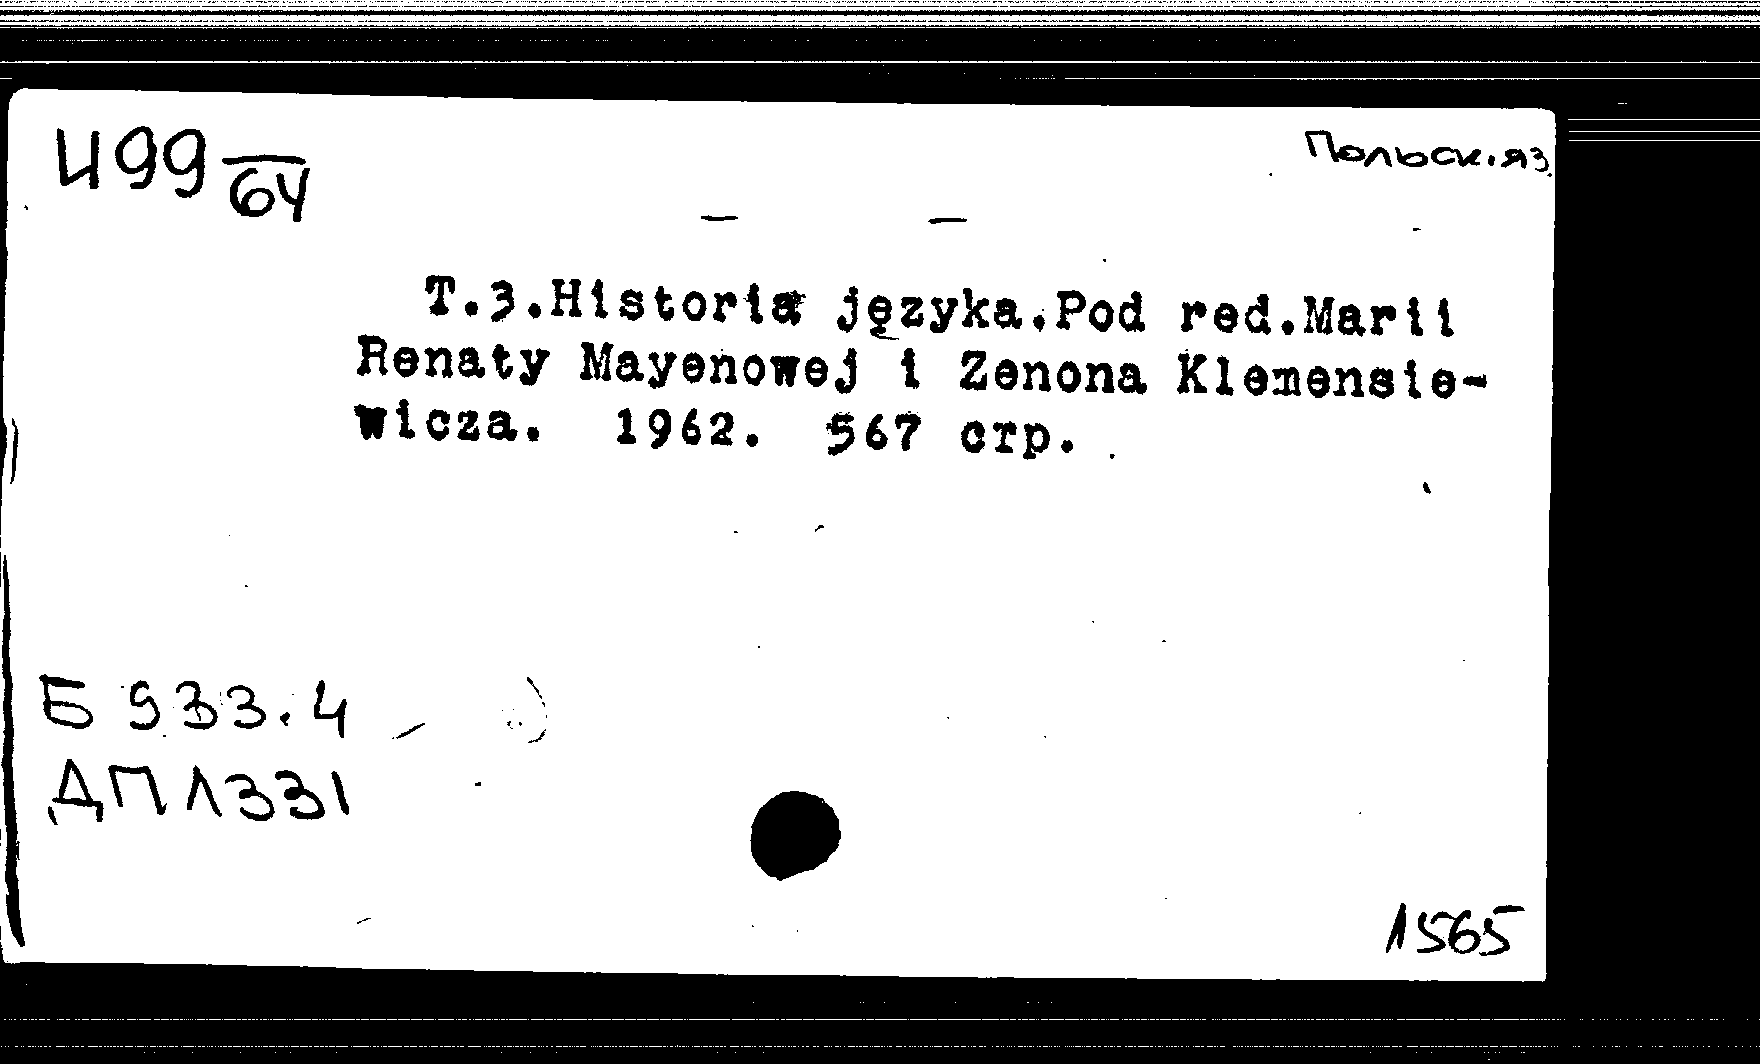 И99/64
Польск.яз.
— —
Т.3.Historia języka.Pod red.Marii
Renaty Mayenowej i Zenona Klemensie-
wicza. 1962. 567 стр.
Б 933.4
ДП1331
1565